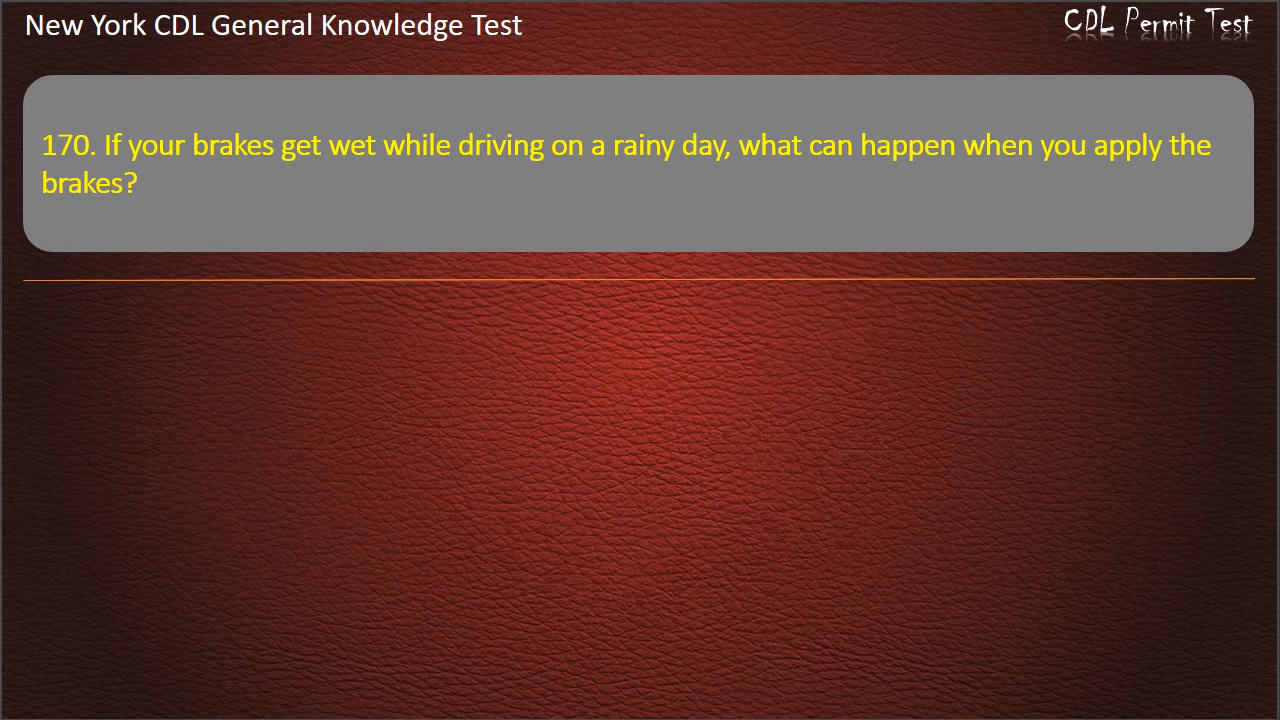 New York CDL General Knowledge Test
CDL Permit Test
170. If your brakes get wet while driving on a rainy day, what can happen when you apply the
brakes?